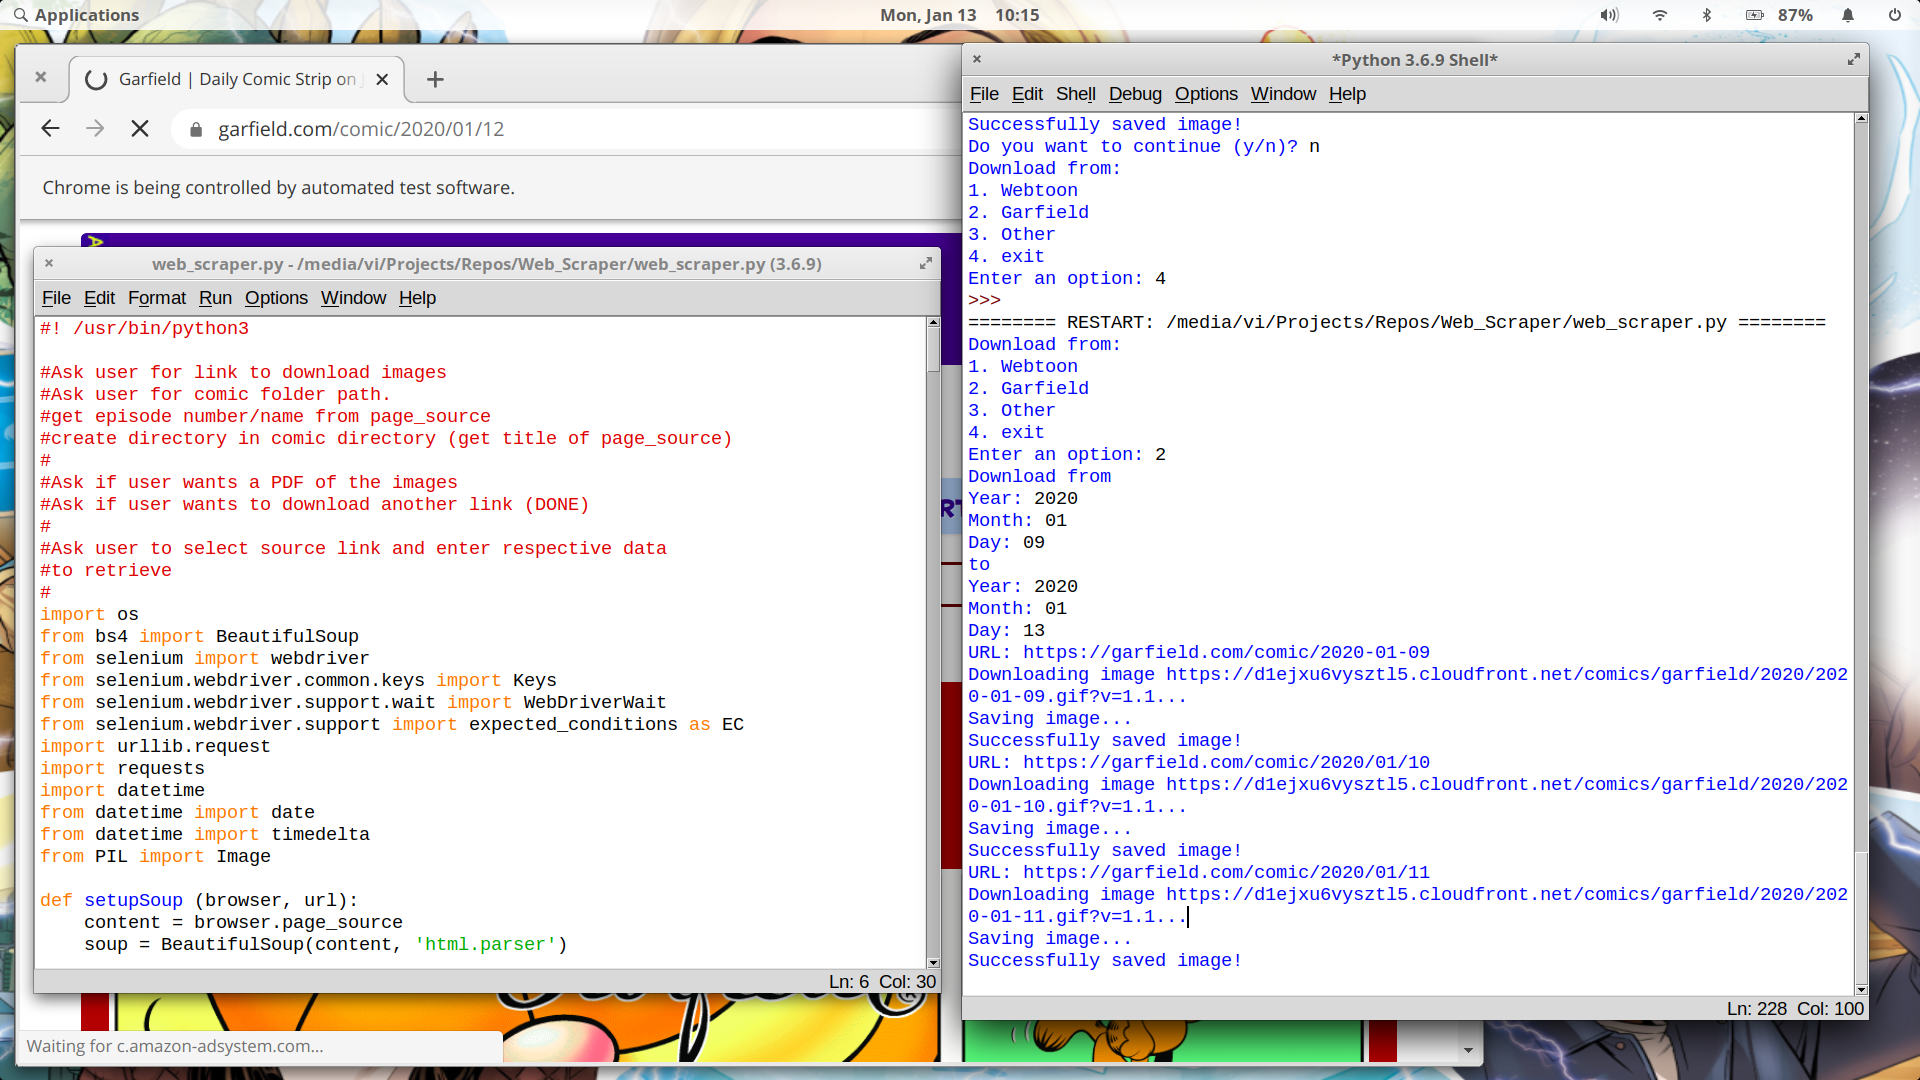 Applications
Mon, Jan 13 10:15
87%
Garfield | Daily Comic Strip on
garfield.com/comic/2020/01/12
Chrome is being controlled by automated test software.
web_scraper.py - /media/vi/Projects/Repos/Web_Scraper/web_scraper.py (3.6.9)
File Edit Format Run Options Window Help
#! /usr/bin/python3
#Ask user for link to download images
#Ask user for comic folder path.
#get episode number/name from page_source
#create directory in comic directory (get title of page_source)
#
#Ask if user wants a PDF of the images
#Ask if user wants to download another link (DONE)
#
#Ask user to select source link and enter respective data
#to retrieve
#
import os
from bs4 import BeautifulSoup
from selenium import webdriver
from selenium.webdriver.common.keys import Keys
from selenium.webdriver.support.wait import WebDriverWait
from selenium.webdriver.support import expected_conditions as EC
import urllib.request
import requests
import datetime
from datetime import date
from datetime import timedelta
from PIL import Image
def setupSoup (browser, url):
content = browser.page_source
soup = BeautifulSoup(content, 'html.parser')
Ln: 6 Col: 30
Waiting for c.amazon-adsystem.com...
*Python 3.6.9 Shell*
File Edit Shell Debug Options Window Help
Successfully saved image!
Do you want to continue (y/n)? n
Download from:
1. Webtoon
2. Garfield
3. Other
4. exit
Enter an option: 4
>>>
======== RESTART: /media/vi/Projects/Repos/Web_Scraper/web_scraper.py ========
Download from:
1. Webtoon
2. Garfield
3. Other
4. exit
Enter an option: 2
Download from
Year: 2020
Month: 01
Day: 09
to
Year: 2020
Month: 01
Day: 13
URL: https://garfield.com/comic/2020-01-09
Downloading image https://d1ejxu6vysztl5.cloudfront.net/comics/garfield/2020/202
0-01-09.gif?v=1.1...
Saving image...
Successfully saved image!
URL: https://garfield.com/comic/2020/01/10
Downloading image https://d1ejxu6vysztl5.cloudfront.net/comics/garfield/2020/202
0-01-10.gif?v=1.1...
Saving image...
Successfully saved image!
URL: https://garfield.com/comic/2020/01/11
Downloading image https://d1ejxu6vysztl5.cloudfront.net/comics/garfield/2020/202
0-01-11.gif?v=1.1...
Saving image...
Successfully saved image!
Ln: 228 Col: 100